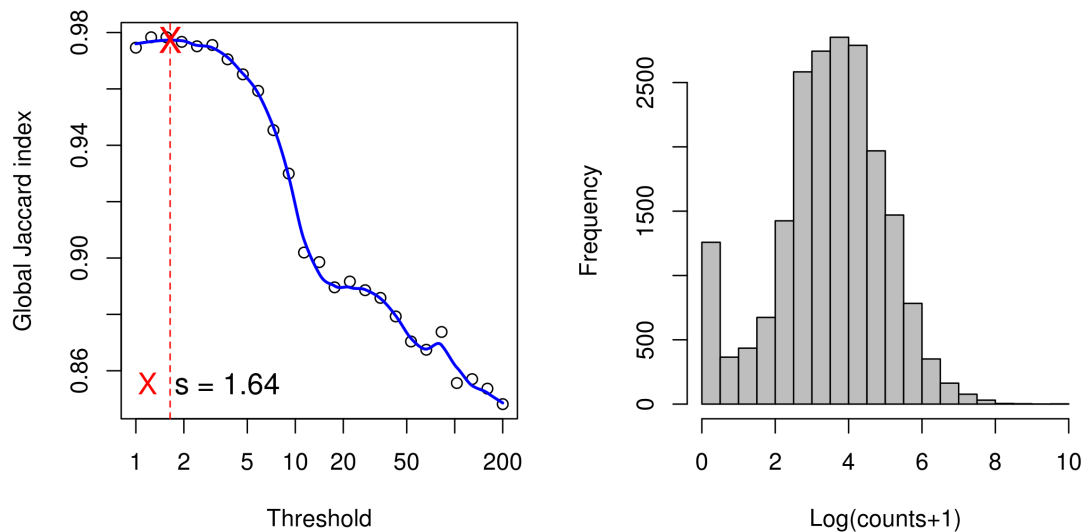 Global Jaccard index
0.98
0.94
0.90
0.86
X
X s = 1.64
1 2 5 10 20 50 200
Threshold
Frequency
2500
1500
500
0
0 2 4 6 8 10
Log(counts+1)